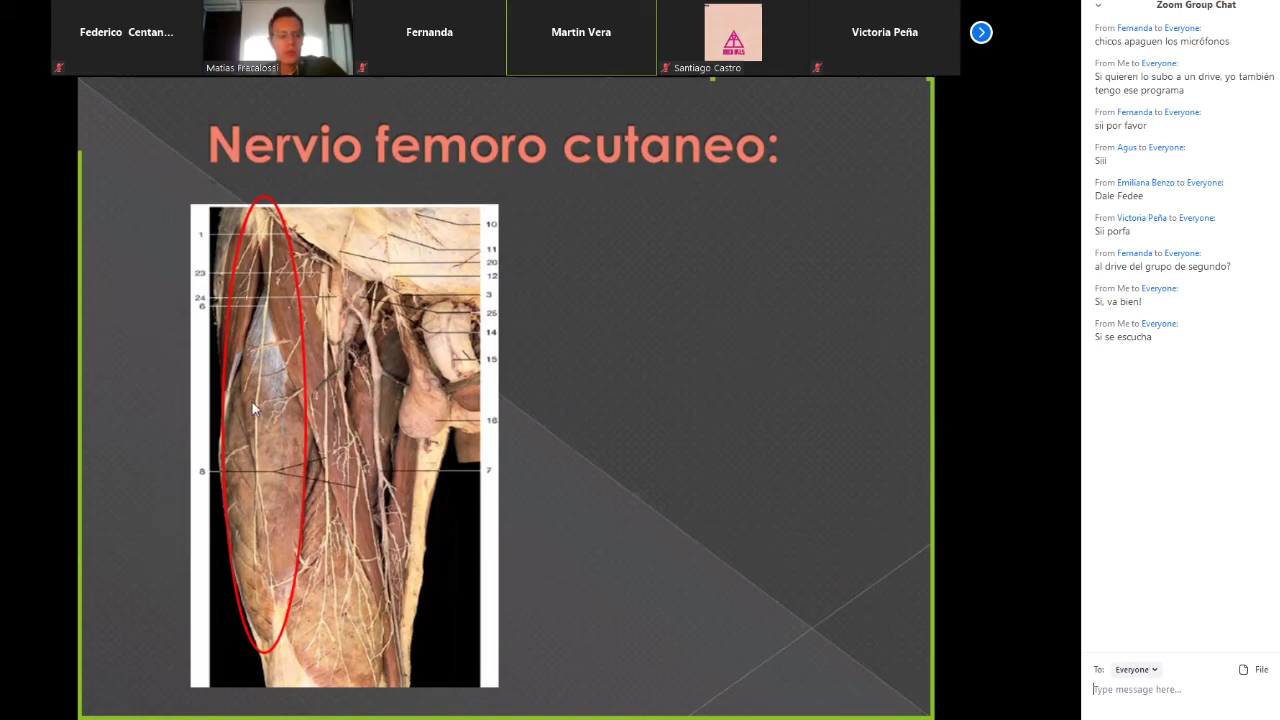 Federico Centan...
Matías Fracalossi
Fernanda
Martin Vera
Santiago Castro
Victoria Peña
Nervio femoro cutaneo:
1
23
24
6
8
10
11
20
12
3
25
14
15
16
7
Zoom Group Chat
From Fernanda to Everyone:
chicos apaguen los micrófonos
From Me to Everyone:
Si quieren lo subo a un drive, yo también
tengo ese programa
From Fernanda to Everyone:
sii por favor
From Agus to Everyone:
Siii
From Emiliana Benzo to Everyone:
Dale Fedee
From Victoria Peña to Everyone:
Sii porfa
From Fernanda to Everyone:
al drive del grupo de segundo?
From Me to Everyone:
Si, va bien!
From Me to Everyone:
Si se escucha
To: Everyone File
Type message here...